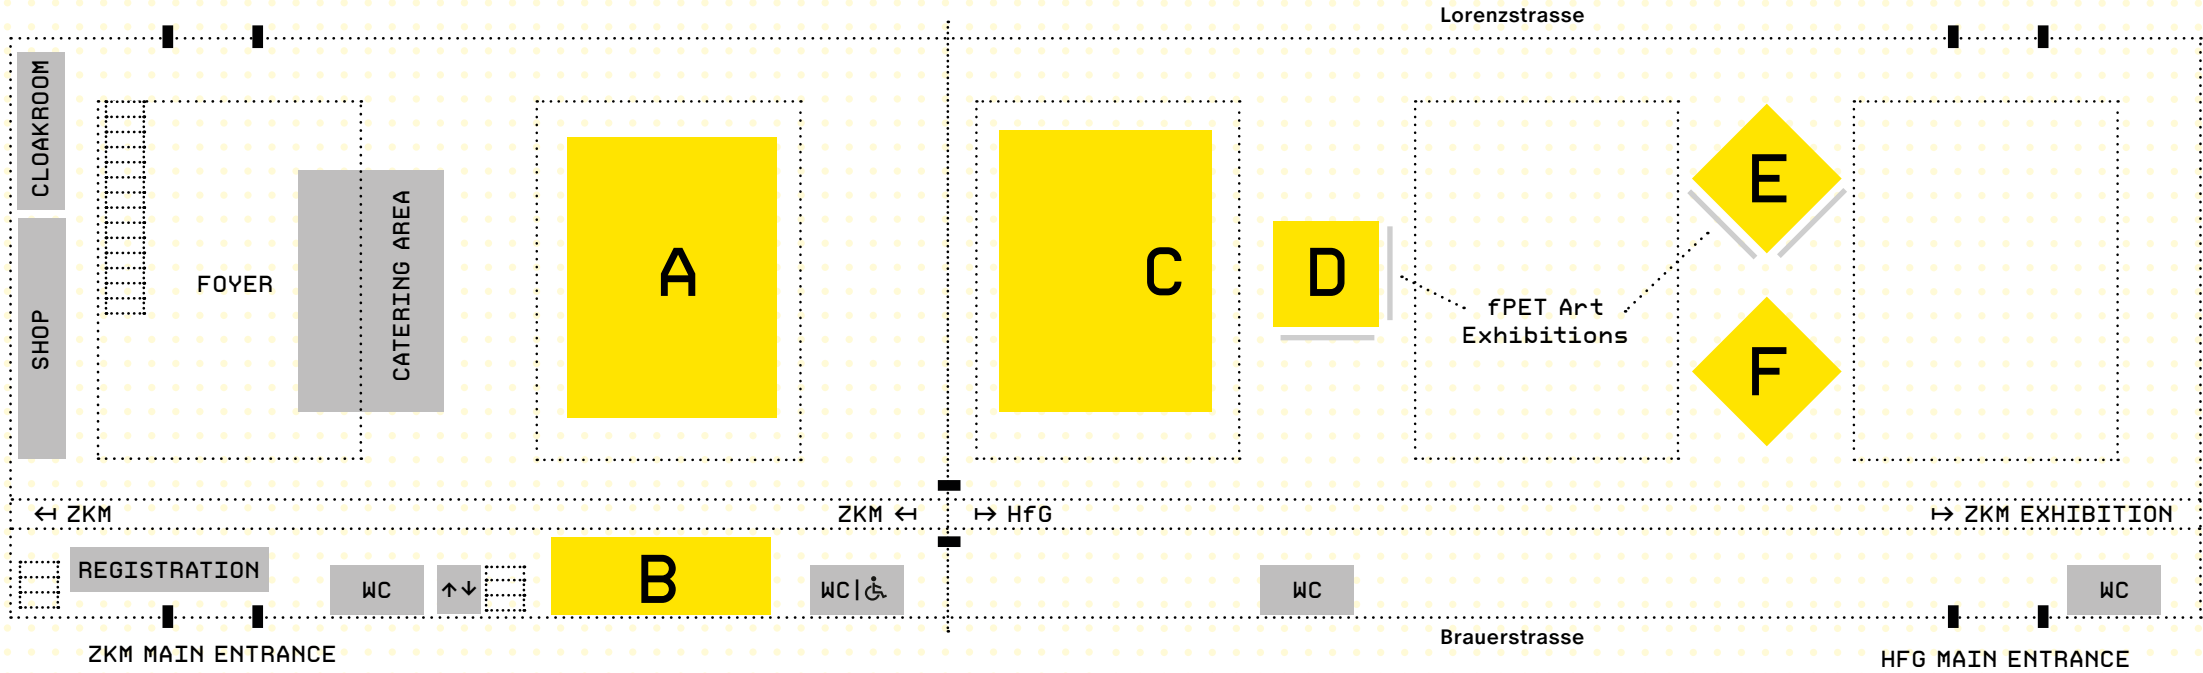 Lorenzstrasse
CLOAKROOM
SHOP
FOYER
CATERING AREA
A
C
D
E
F
fPET Art
Exhibitions
← ZKM
ZKM ←
↦ HfG
↦ ZKM EXHIBITION
REGISTRATION
WC
↑↓
B
WC|♿
WC
WC
Brauerstrasse
ZKM MAIN ENTRANCE
HFG MAIN ENTRANCE